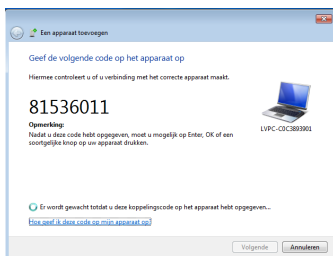 Een apparaat toevoegen
Geef de volgende code op het apparaat op
Hiermee controleert u of u verbinding met het correcte apparaat maakt.
81536011
Opmerking:
Nadat u deze code hebt opgegeven, moet u mogelijk op Enter, OK of een
soortgelijke knop op uw apparaat drukken.
LVPC-C0C3893901
Er wordt gewacht totdat u deze koppelingscode op het apparaat hebt opgegeven...
Hoe geef ik deze code op mijn apparaat op?
Volgende
Annuleren